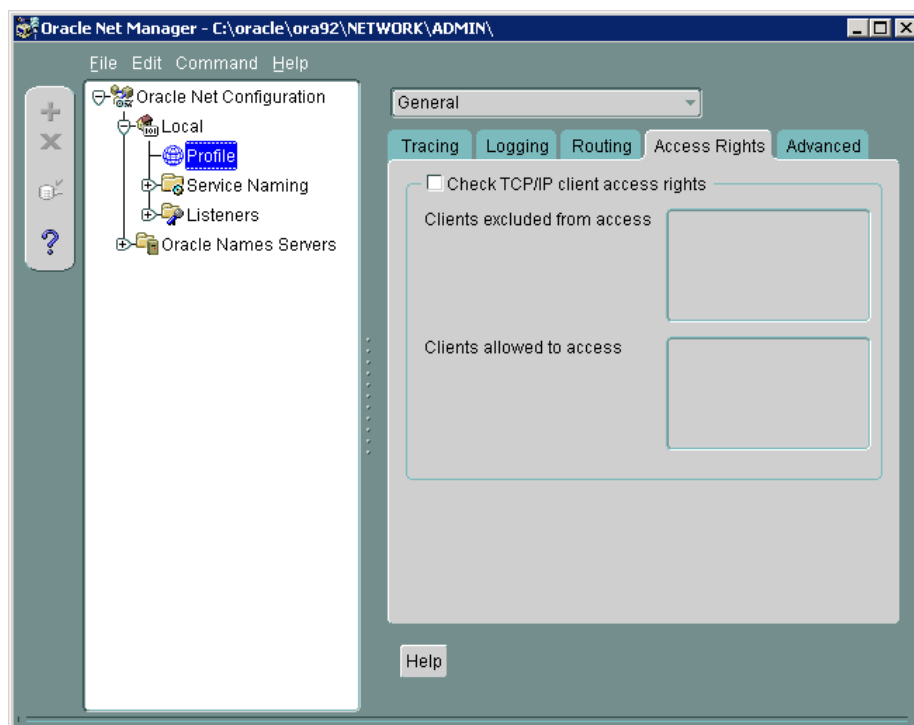 Oracle Net Manager - C:\oracle\ora92\NETWORK\ADMIN\
File Edit Command Help
Oracle Net Configuration
Local
Profile
Service Naming
Listeners
Oracle Names Servers
General
Tracing Logging Routing Access Rights Advanced
Check TCP/IP client access rights
Clients excluded from access
Clients allowed to access
Help